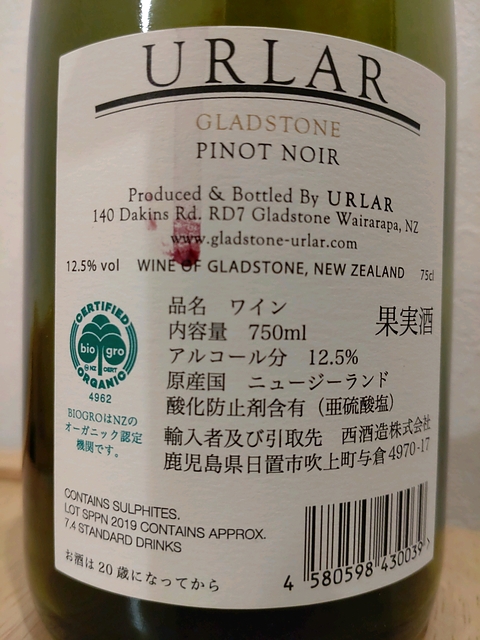 URLAR
GLADSTONE
PINOT NOIR
Produced & Bottled By URLAR
140 Dakins Rd. RD7 Gladstone Wairarapa, NZ
www.gladstone-urlar.com
12.5% vol WINE OF GLADSTONE, NEW ZEALAND 75cl
品名 ワイン
内容量 750ml
果実酒
アルコール分 12.5%
原産国 ニュージーランド
酸化防止剤含有（亜硫酸塩）
輸入者及び引取先 西酒造株式会社
鹿児島県日置市吹上町与倉4970-17
CERTIFIED
bio gro
NZ CERT
ORGANIC
4962
BIOGROはNZの
オーガニック認定
機関です。
CONTAINS SULPHITES.
LOT SPPN 2019 CONTAINS APPROX.
7.4 STANDARD DRINKS
お酒は20歳になってから
4 580598 430039